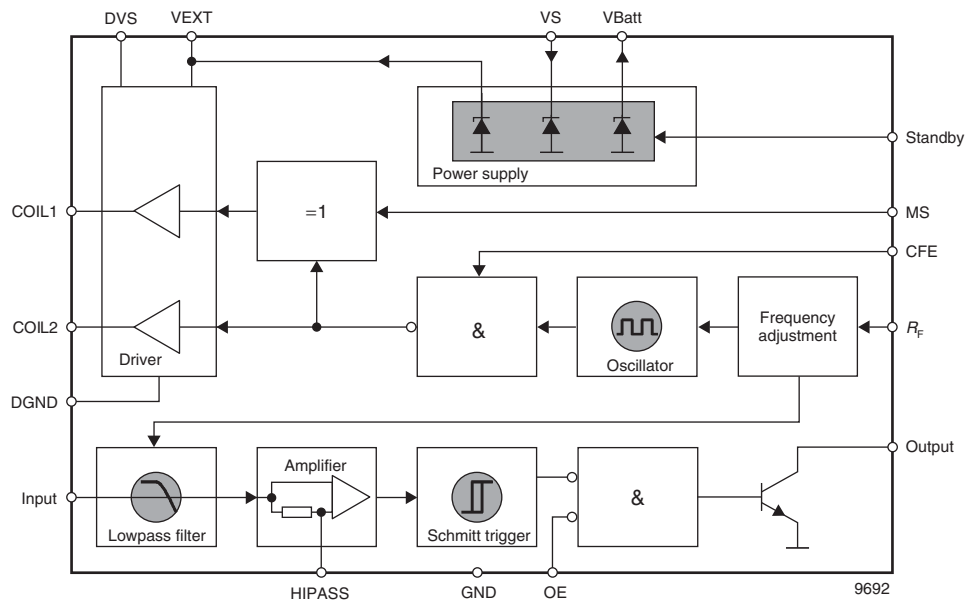 DVS
VEXT
VS
VBatt
Standby
Power supply
COIL1
=1
MS
CFE
COIL2
Driver
&
Oscillator
Frequency
adjustment
RF
DGND
Output
Input
Lowpass filter
Amplifier
Schmitt trigger
&
HIPASS
GND
OE
9692